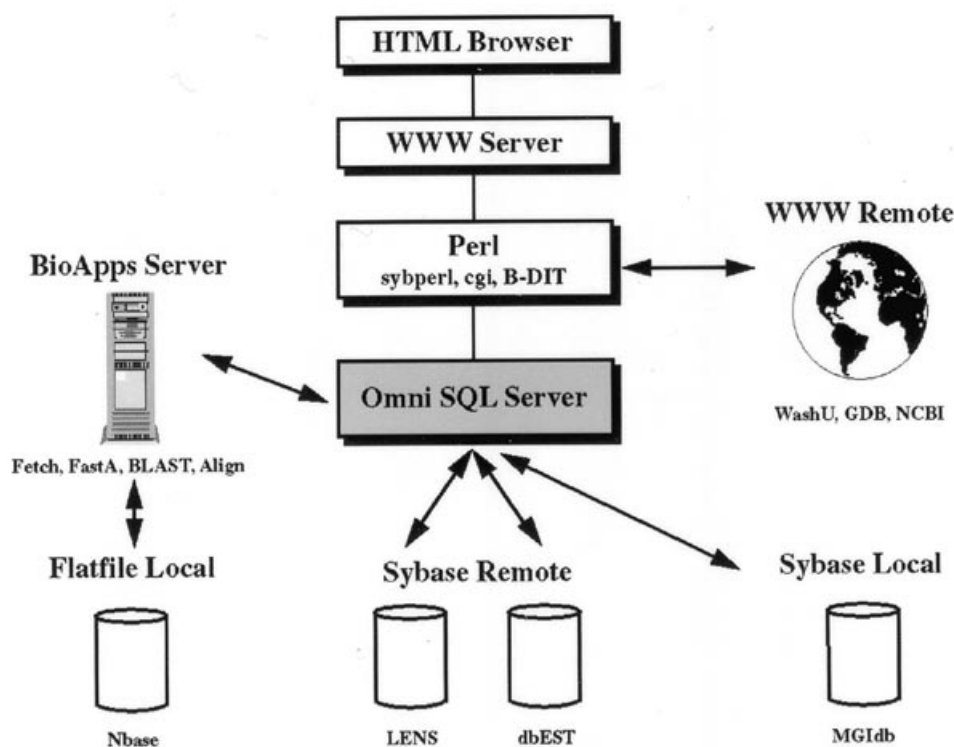 HTML Browser
WWW Server
WWW Remote
Perl
sybperl, cgi, B-DIT
BioApps Server
Omni SQL Server
WashU, GDB, NCBI
Fetch, FastA, BLAST, Align
Flatfile Local
Sybase Remote
Sybase Local
Nbase
LENS
dbEST
MGIdb